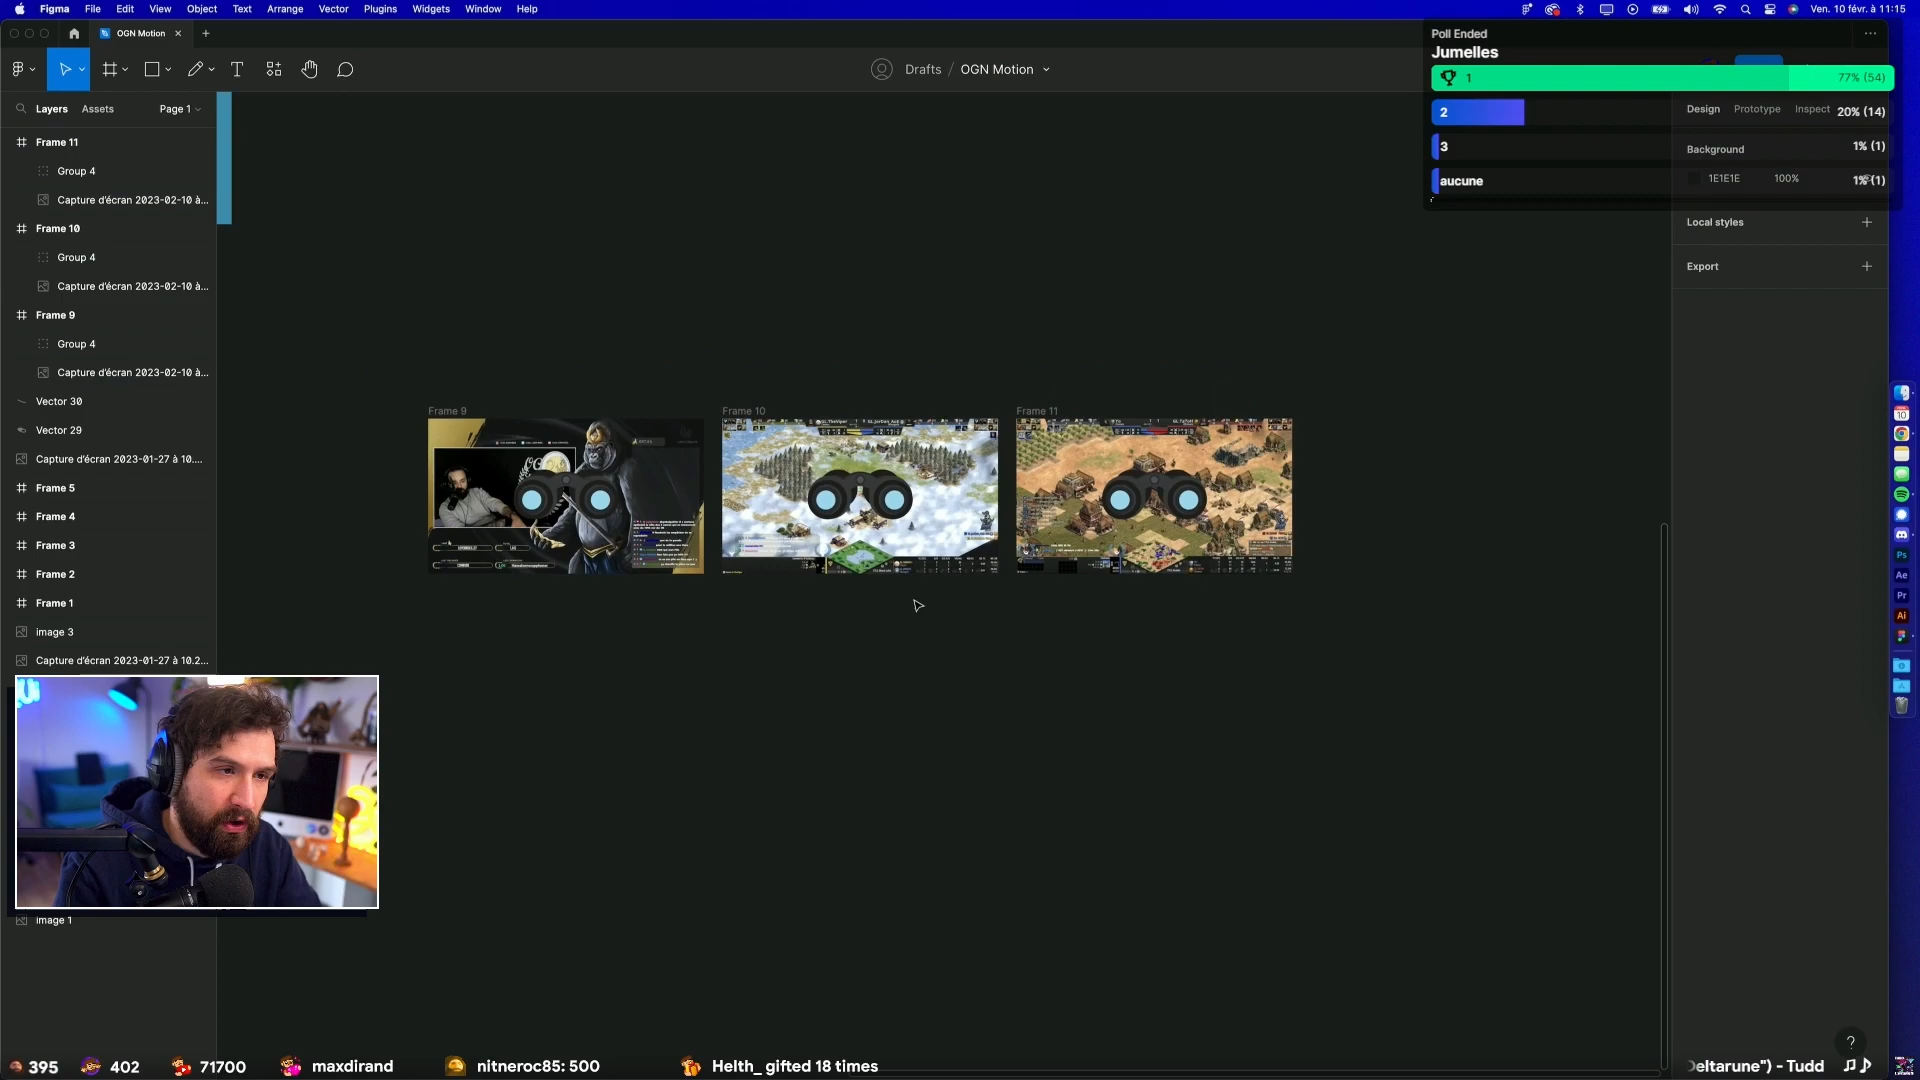 Figma File Edit View Object Text Arrange Vector Plugins Widgets Window Help
Ven. 10 févr. à 11:15
OGN Motion
Drafts / OGN Motion
Poll Ended
Jumelles
1 77% (54)
2 20% (14)
3 1% (1)
aucune 1% (1)
Layers Assets Page 1
Design Prototype Inspect
Background
1E1E1E 100%
Local styles
Export
Frame 11
Group 4
Capture d'écran 2023-02-10 à...
Frame 10
Group 4
Capture d'écran 2023-02-10 à...
Frame 9
Group 4
Capture d'écran 2023-02-10 à...
Vector 30
Vector 29
Capture d'écran 2023-01-27 à 10....
Frame 5
Frame 4
Frame 3
Frame 2
Frame 1
image 3
Capture d'écran 2023-01-27 à 10.2...
image 1
Frame 9 Frame 10 Frame 11
10
Ps
Ae
Pr
Ai
?
395 402 71700 maxdirand nitneroc85: 500 Helth_ gifted 18 times
Deltarune") - Tudd